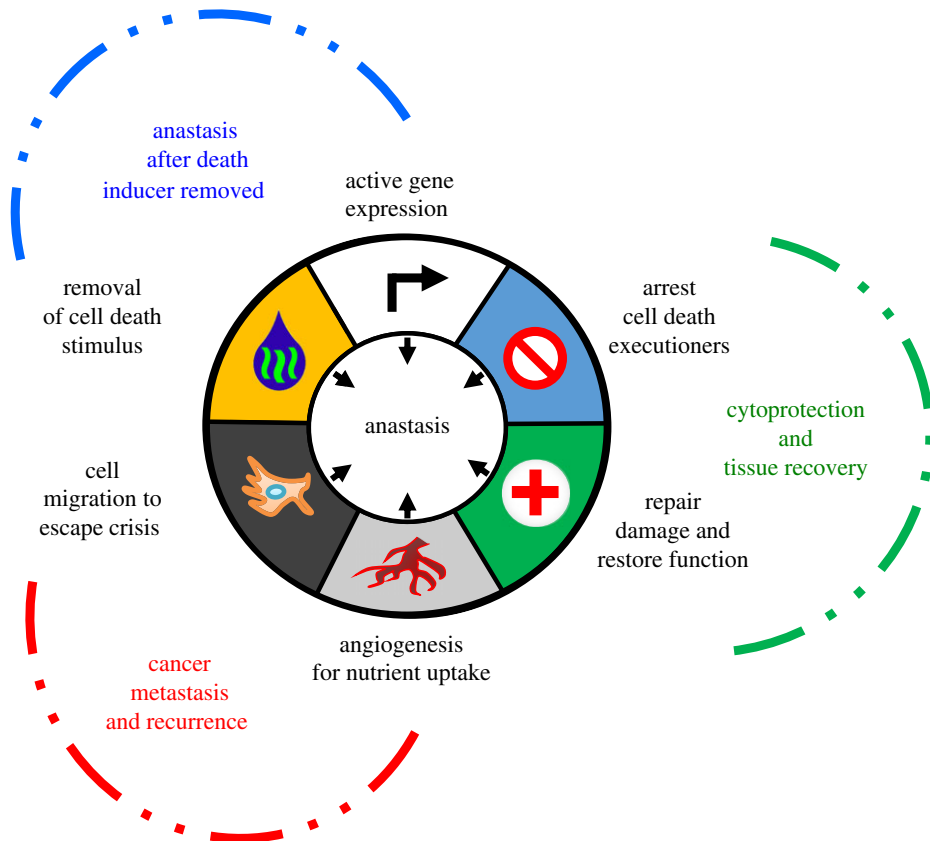 anastasis
after death
inducer removed
active gene
expression
removal
of cell death
stimulus
arrest
cell death
executioners
anastasis
cytoprotection
and
tissue recovery
cell
migration to
escape crisis
repair
damage and
restore function
angiogenesis
for nutrient uptake
cancer
metastasis
and recurrence